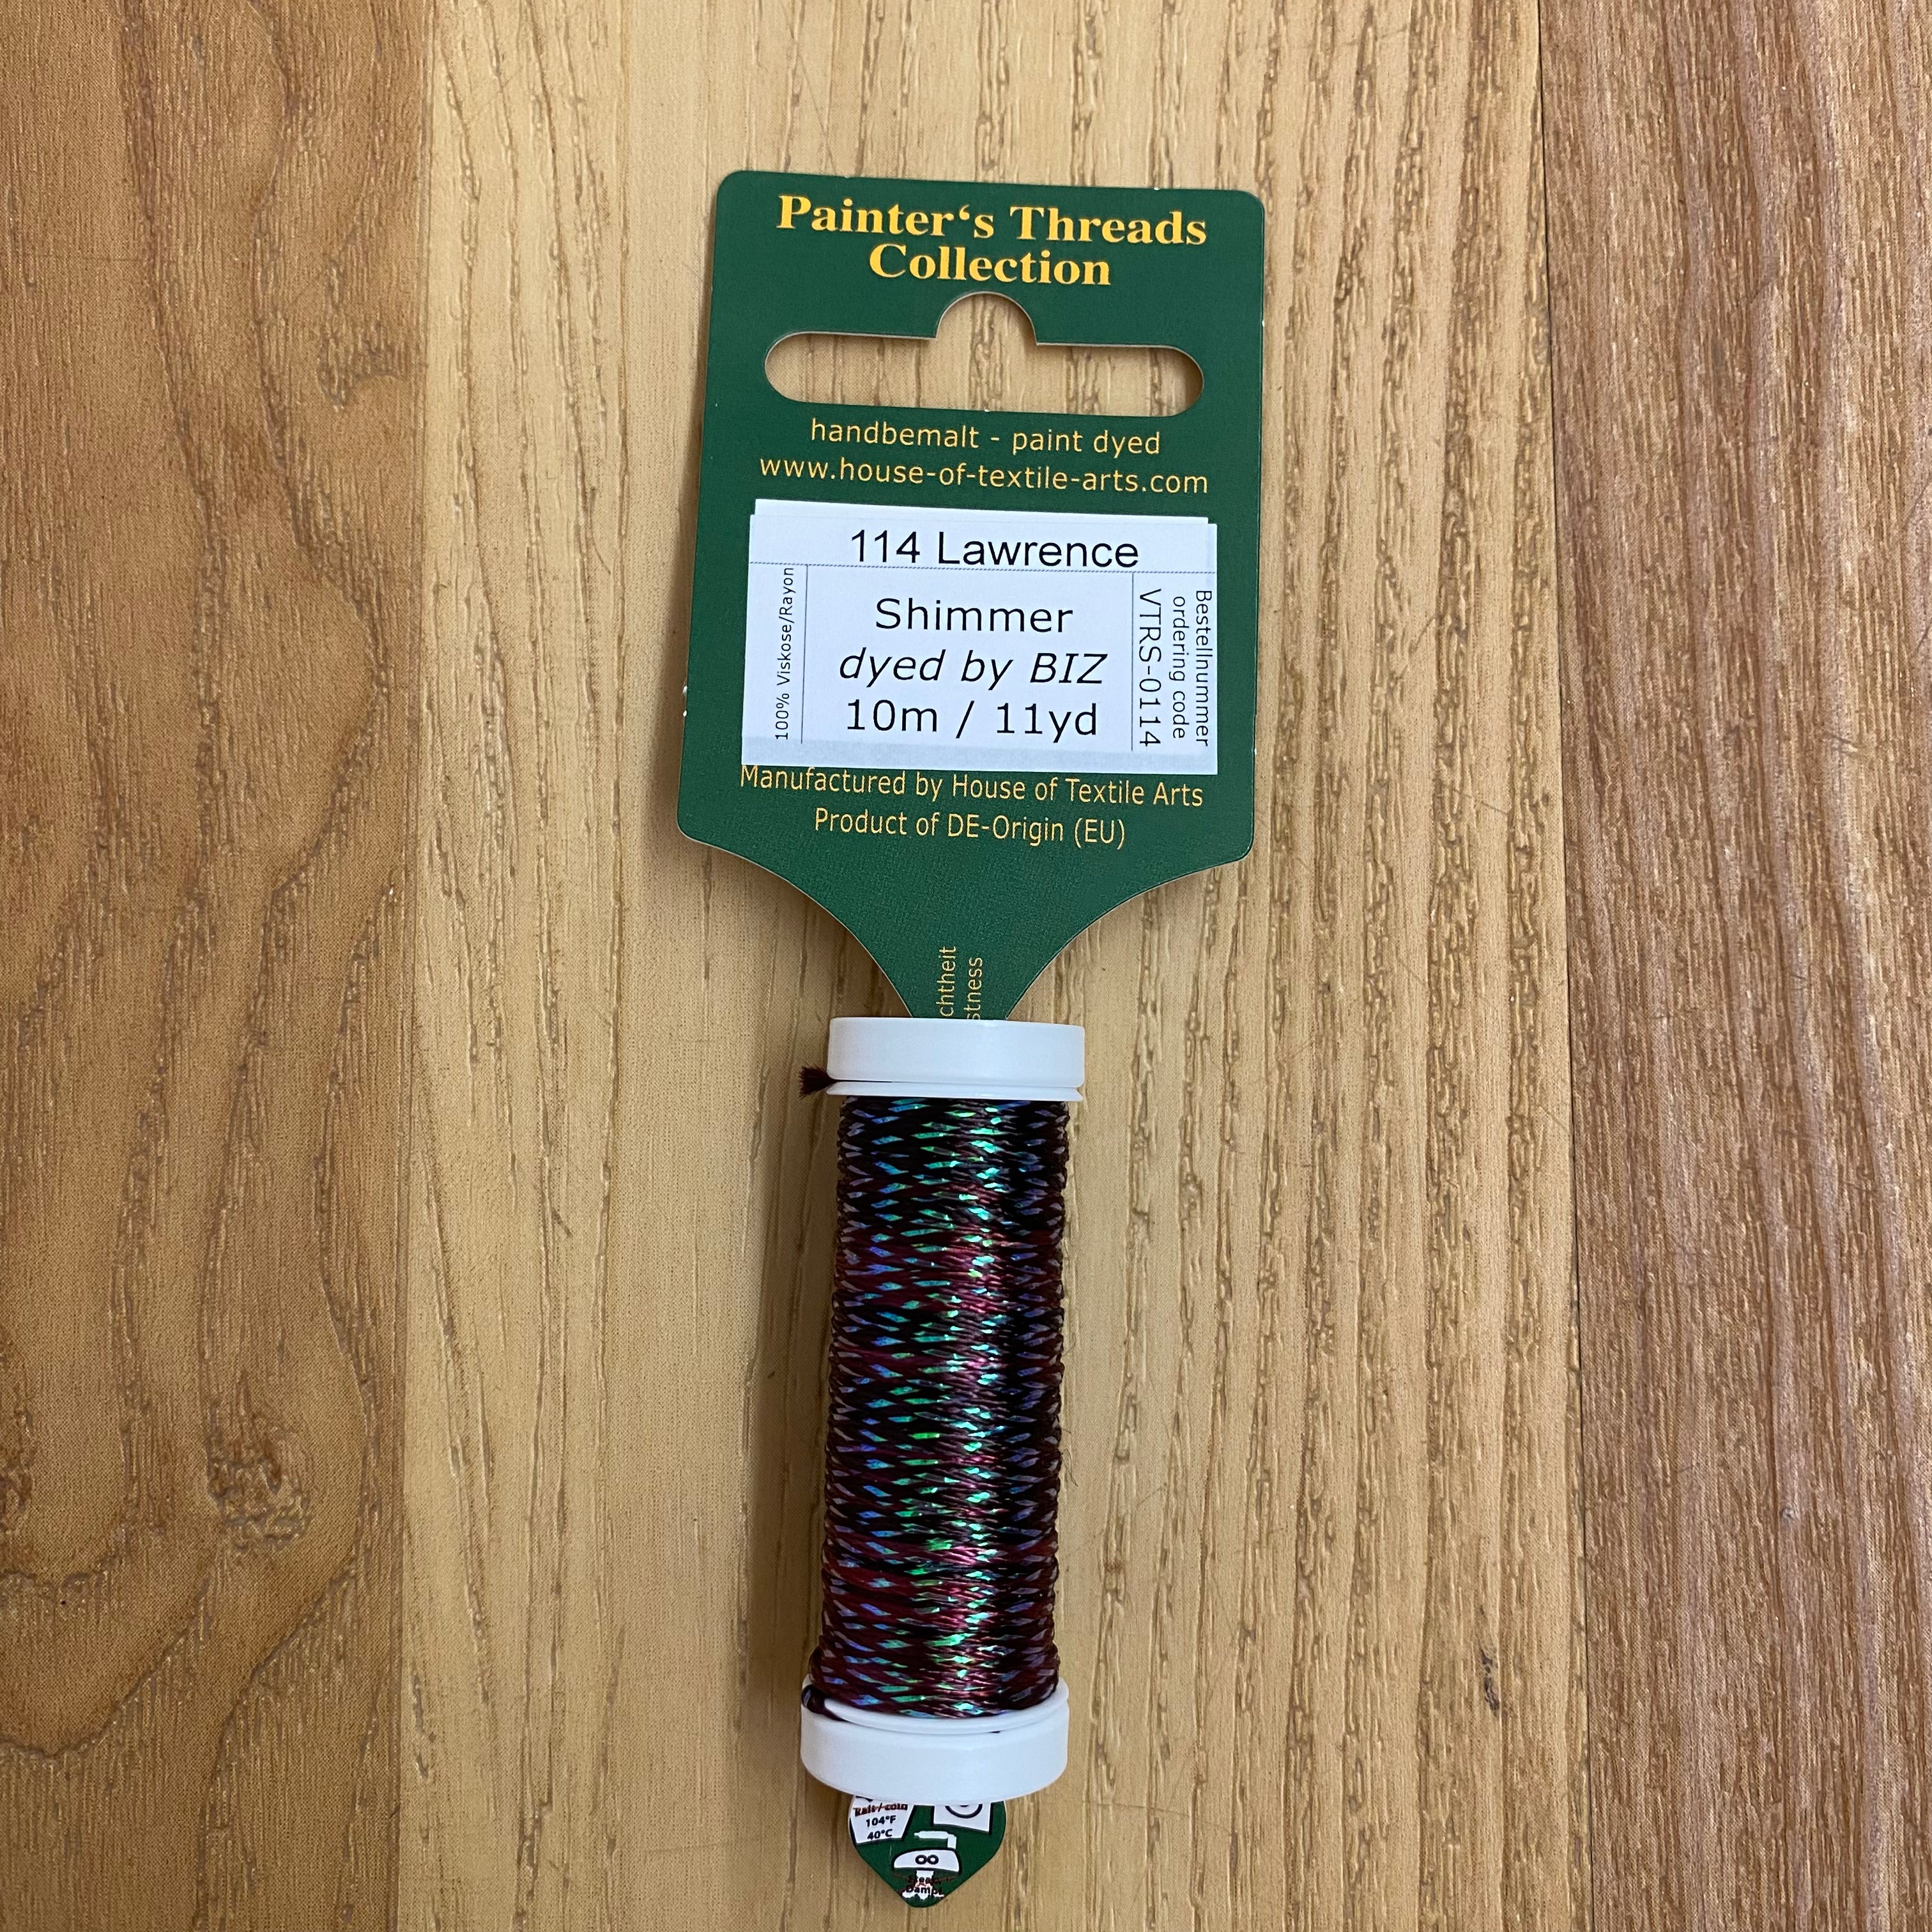 Painter‘s Threads
Collection
handbemalt - paint dyed
www.house-of-textile-arts.com
114 Lawrence
100% Viskose/Rayon
Shimmer
dyed by BIZ
10m / 11yd
Bestellnummer
ordering code
VTRS-0114
Manufactured by House of Textile Arts
Product of DE-Origin (EU)
chtheit
stness
104°F
40°C